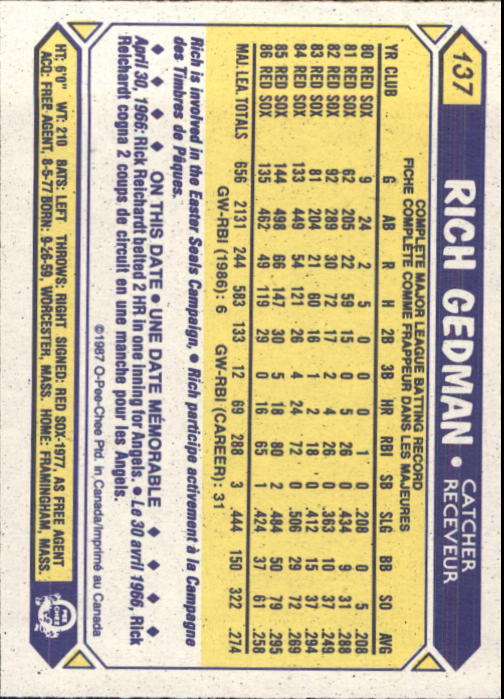 137
RICH GEDMAN • CATCHER
RECEVEUR
COMPLETE MAJOR LEAGUE BATTING RECORD
FICHE COMPLÈTE COMME FRAPPEUR DANS LES MAJEURES
YR CLUB G AB R H 2B 3B HR RBI SB SLG BB SO AVG
80 RED SOX 9 24 2 5 0 0 0 1 0 .208 0 5 .208
81 RED SOX 62 205 22 59 15 0 5 26 0 .434 9 31 .288
82 RED SOX 92 289 30 72 17 2 4 26 0 .363 10 37 .249
83 RED SOX 81 204 21 60 16 1 2 18 0 .412 15 37 .294
84 RED SOX 133 449 54 121 26 4 24 72 0 .506 29 72 .269
85 RED SOX 144 498 66 147 30 5 18 80 2 .484 50 79 .295
86 RED SOX 135 462 49 119 29 0 16 65 1 .424 37 61 .258
MAJ. LEA. TOTALS 656 2131 244 583 133 12 69 288 3 .444 150 322 .274
GW-RBI (1986): 6 GW-RBI (CAREER): 31
Rich is involved in the Easter Seals Campaign. • Rich participe activement à la Campagne
des Timbres de Pâques.
ON THIS DATE • UNE DATE MÉMORABLE
April 30, 1966: Rick Reichardt belted 2 HR in one inning for Angels. • Le 30 avril 1966, Rick
Reichardt cogna 2 coups de circuit en une manche pour les Angels.
©1987 O-Pee-Chee Ptd. in Canada/Imprimé au Canada
HT: 6'0" WT: 210 BATS: LEFT THROWS: RIGHT SIGNED: RED SOX-1977, AS FREE AGENT
ACQ: FREE AGENT, 8-5-77 BORN: 9-26-59, WORCESTER, MASS. HOME: FRAMINGHAM, MASS.
O PEE CHEE